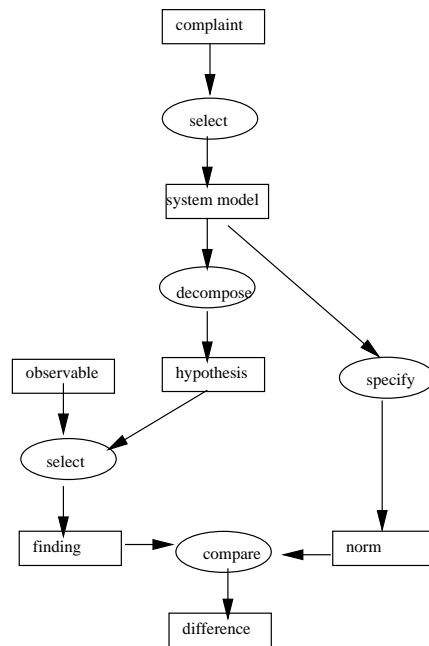 complaint
select
system model
decompose
observable
hypothesis
specify
select
finding
compare
norm
difference